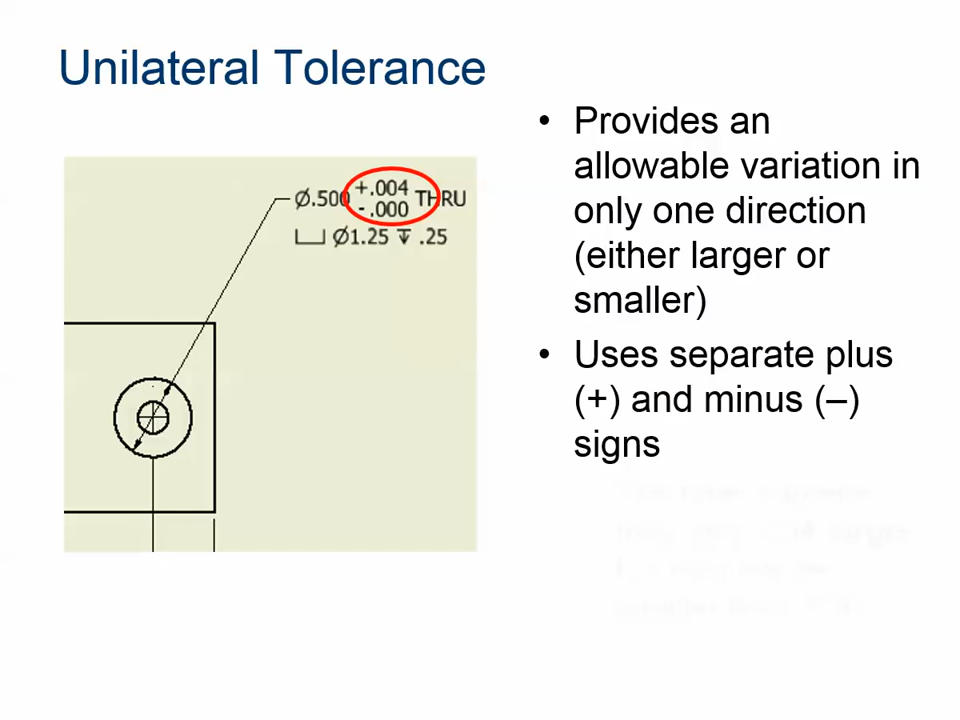 Unilateral Tolerance
Ø.500 +.004 THRU
-.000
⌴ Ø1.25 ↧ .25
• Provides an
allowable variation in
only one direction
(either larger or
smaller)
• Uses separate plus
(+) and minus (–)
signs